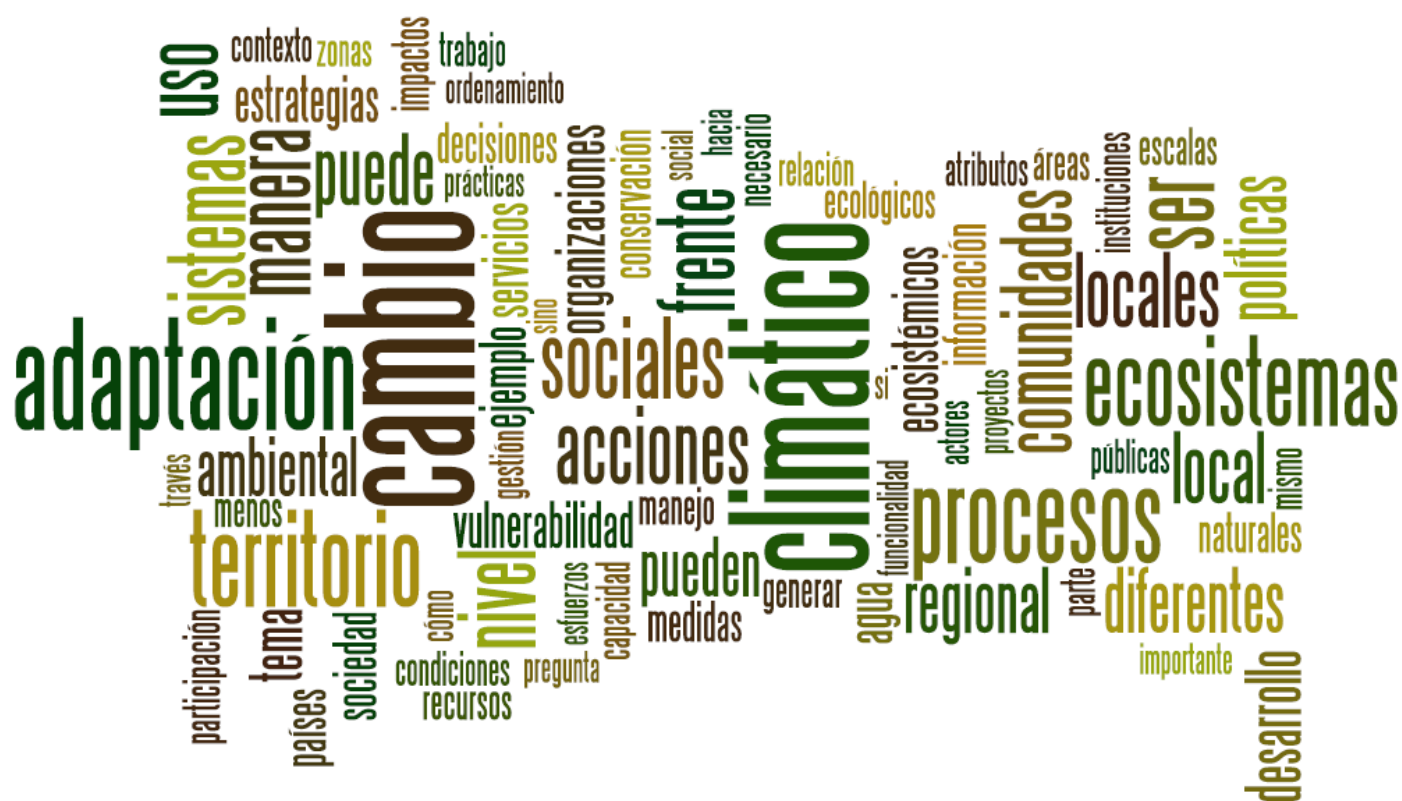 uso
contexto
zonas
impactos
trabajo
estrategias
ordenamiento
sistemas
manera
puede
decisiones
prácticas
organizaciones
conservación
social
hacia
necesario
relación
ecológicos
atributos
áreas
instituciones
escalas
ser
políticas
cambio
servicios
sino
frente
climático
ecosistémicos
información
comunidades
locales
adaptación
ejemplo
sociales
si
actores
proyectos
ecosistemas
través
ambiental
menos
gestión
acciones
manejo
públicas
local
mismo
territorio
vulnerabilidad
nivel
pueden
generar
funcionalidad
procesos
naturales
participación
tema
sociedad
cómo
esfuerzos
capacidad
medidas
agua
regional
parte
diferentes
países
condiciones
recursos
pregunta
importante
desarrollo